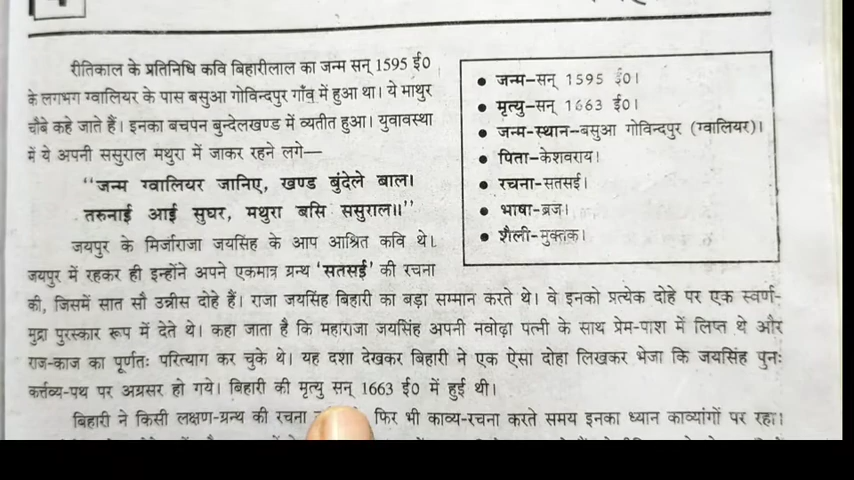 रीतिकाल के प्रतिनिधि कवि बिहारीलाल का जन्म सन् 1595 ई०
के लगभग ग्वालियर के पास बसुआ गोविन्दपुर गाँव में हुआ था। ये माथुर
चौबे कहे जाते हैं। इनका बचपन बुन्देलखण्ड में व्यतीत हुआ। युवावस्था
में ये अपनी ससुराल मथुरा में जाकर रहने लगे—
‘‘जन्म ग्वालियर जानिए, खण्ड बुंदेले बाल।
तरुनाई आई सुघर, मथुरा बसि ससुराल॥’’
जयपुर के मिर्जाराजा जयसिंह के आप आश्रित कवि थे।
जयपुर में रहकर ही इन्होंने अपने एकमात्र ग्रन्थ ‘सतसई’ की रचना
● जन्म–सन् 1595 ई०।
● मृत्यु–सन् 1663 ई०।
● जन्म-स्थान–बसुआ गोविन्दपुर (ग्वालियर)।
● पिता–केशवराय।
● रचना–सतसई।
● भाषा–ब्रज।
● शैली–मुक्तक।
की, जिसमें सात सौ उन्नीस दोहे हैं। राजा जयसिंह बिहारी का बड़ा सम्मान करते थे। वे इनको प्रत्येक दोहे पर एक स्वर्ण-
मुद्रा पुरस्कार रूप में देते थे। कहा जाता है कि महाराजा जयसिंह अपनी नवोढ़ा पत्नी के साथ प्रेम-पाश में लिप्त थे और
राज-काज का पूर्णतः परित्याग कर चुके थे। यह दशा देखकर बिहारी ने एक ऐसा दोहा लिखकर भेजा कि जयसिंह पुनः
कर्त्तव्य-पथ पर अग्रसर हो गये। बिहारी की मृत्यु सन् 1663 ई० में हुई थी।
बिहारी ने किसी लक्षण-ग्रन्थ की रचना फिर भी काव्य-रचना करते समय इनका ध्यान काव्यांगों पर रहा।